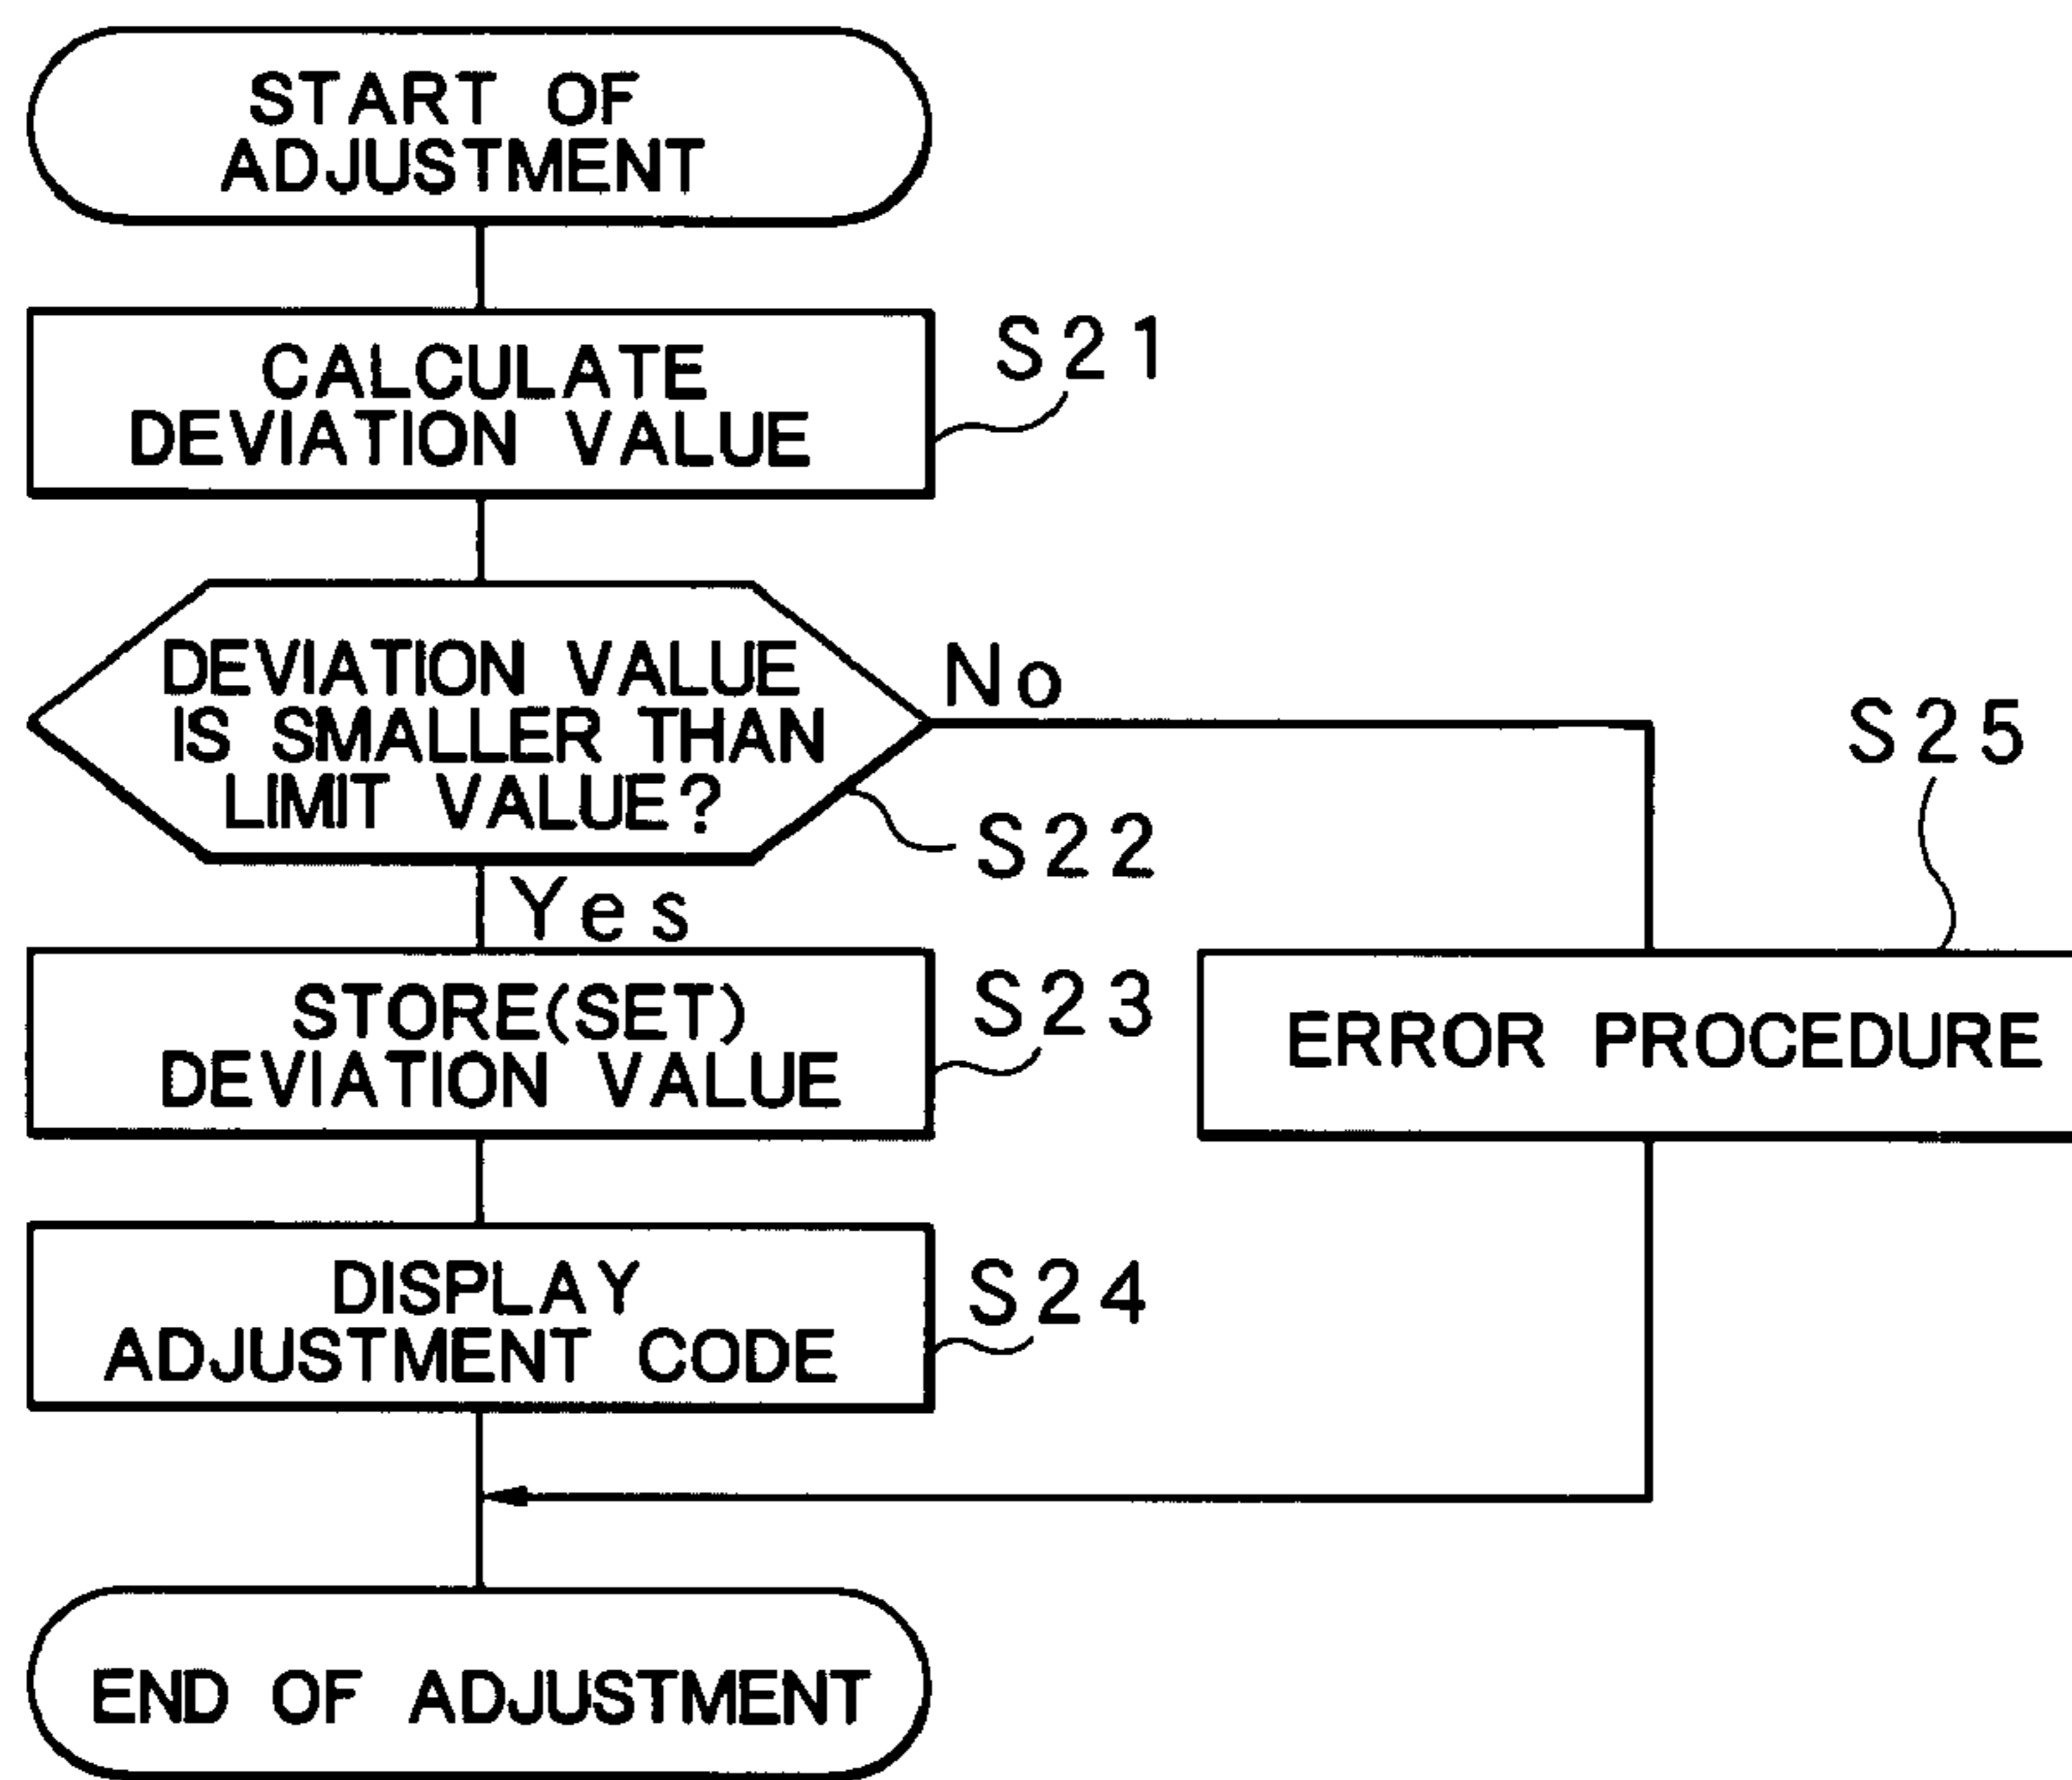 START OF
ADJUSTMENT
CALCULATE
DEVIATION VALUE
S21
DEVIATION VALUE
IS SMALLER THAN
LIMIT VALUE?
No
S22
Yes
S25
STORE(SET)
DEVIATION VALUE
S23
ERROR PROCEDURE
DISPLAY
ADJUSTMENT CODE
S24
END OF ADJUSTMENT